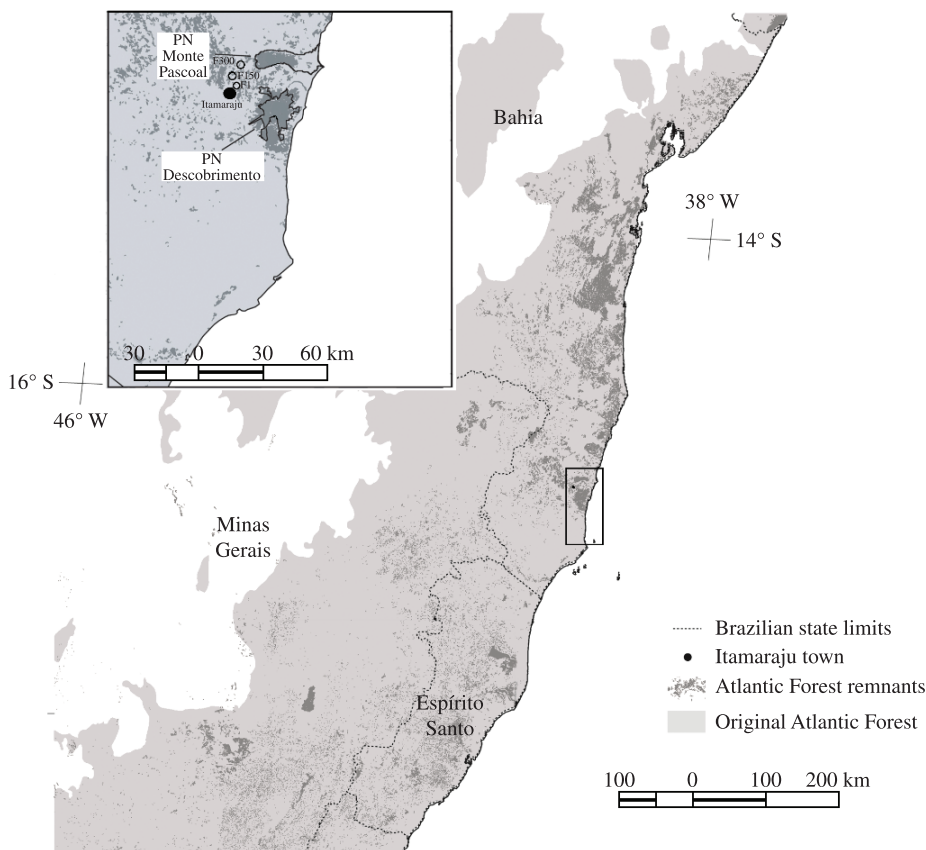 PN
Monte
Pascoal
F300
F150
F1
Itamaraju
PN
Descobrimento
30 0 30 60 km
Bahia
38° W
14° S
16° S
46° W
Minas
Gerais
Espírito
Santo
Brazilian state limits
Itamaraju town
Atlantic Forest remnants
Original Atlantic Forest
100 0 100 200 km